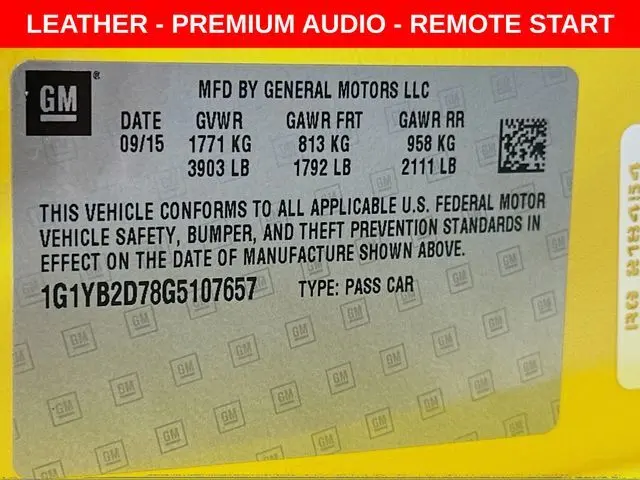 LEATHER - PREMIUM AUDIO - REMOTE START
GM
MFD BY GENERAL MOTORS LLC
DATE GVWR GAWR FRT GAWR RR
09/15 1771 KG 813 KG 958 KG
3903 LB 1792 LB 2111 LB
THIS VEHICLE CONFORMS TO ALL APPLICABLE U.S. FEDERAL MOTOR
VEHICLE SAFETY, BUMPER, AND THEFT PREVENTION STANDARDS IN
EFFECT ON THE DATE OF MANUFACTURE SHOWN ABOVE.
1G1YB2D78G5107657 TYPE: PASS CAR